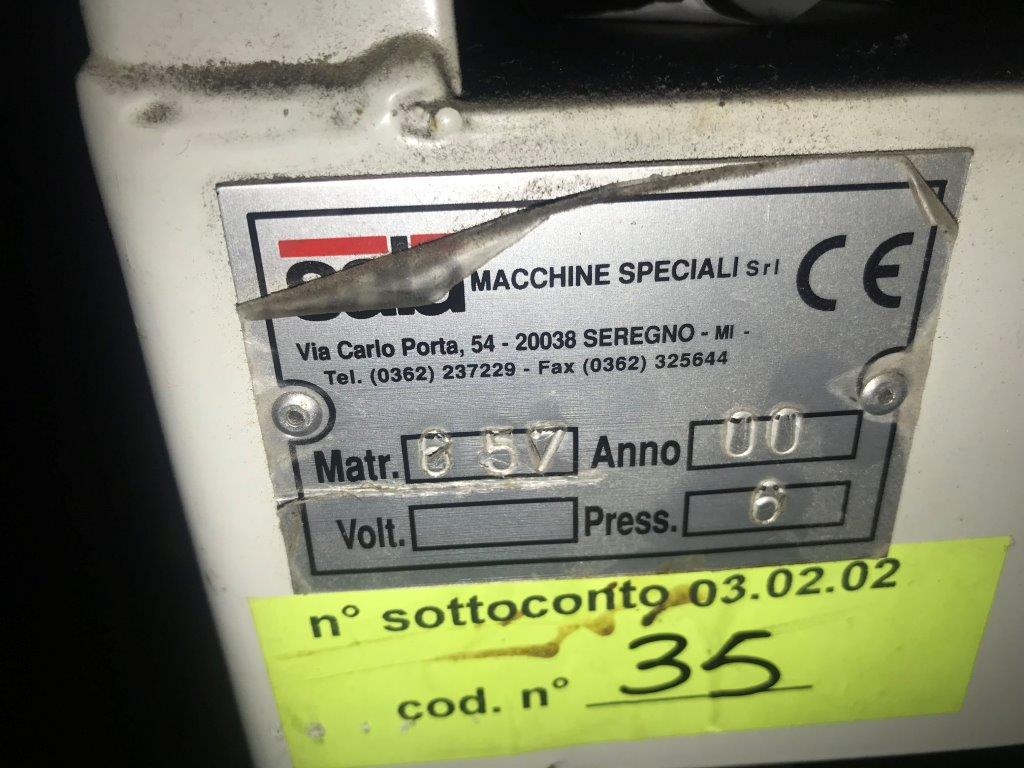 sala MACCHINE SPECIALI Srl CE
Via Carlo Porta, 54 - 20038 SEREGNO - MI -
Tel. (0362) 237229 - Fax (0362) 325644
Matr. Anno 00
Volt. Press. 6
n° sottoconto 03.02.02
cod. n° 35